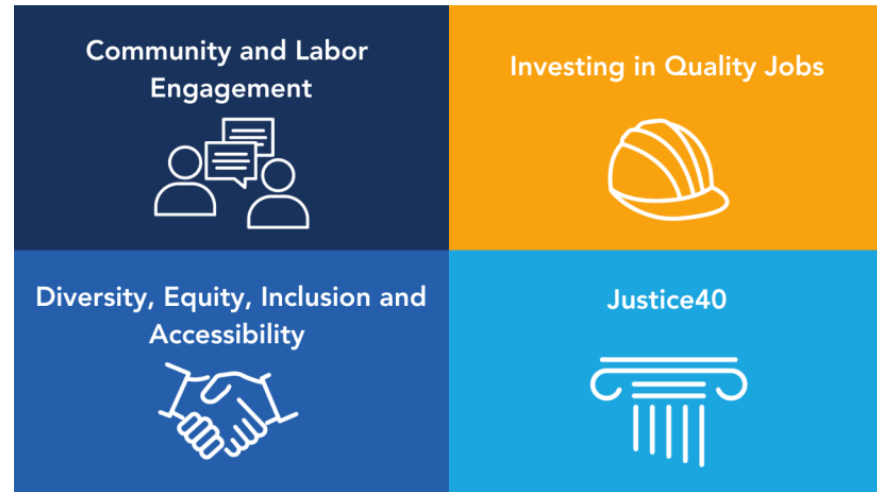 Community and Labor
Engagement
Investing in Quality Jobs
Diversity, Equity, Inclusion and
Accessibility
Justice40